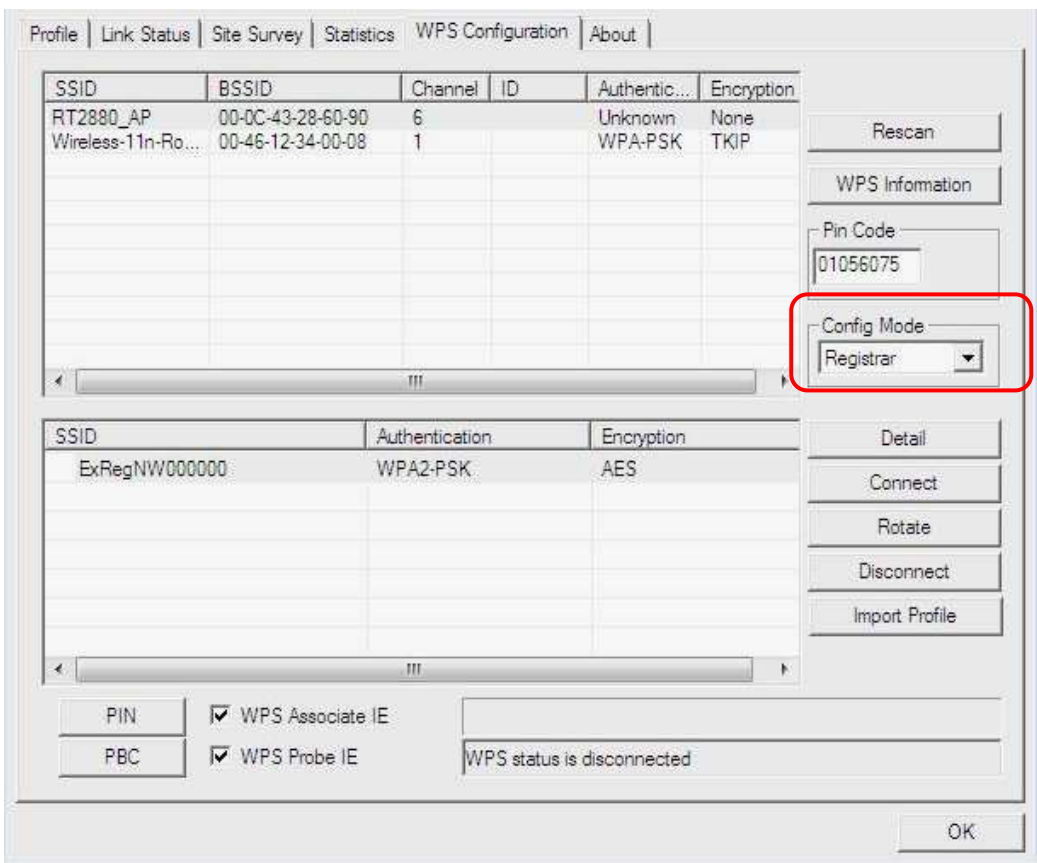 Profile Link Status Site Survey Statistics WPS Configuration About
SSID BSSID Channel ID Authentic... Encryption
RT2880_AP 00-0C-43-28-60-90 6 Unknown None
Wireless-11n-Ro... 00-46-12-34-00-08 1 WPA-PSK TKIP
Rescan
WPS Information
Pin Code
01056075
Config Mode
Registrar
SSID Authentication Encryption
ExRegNW000000 WPA2-PSK AES
Detail
Connect
Rotate
Disconnect
Import Profile
PIN WPS Associate IE
PBC WPS Probe IE WPS status is disconnected
OK